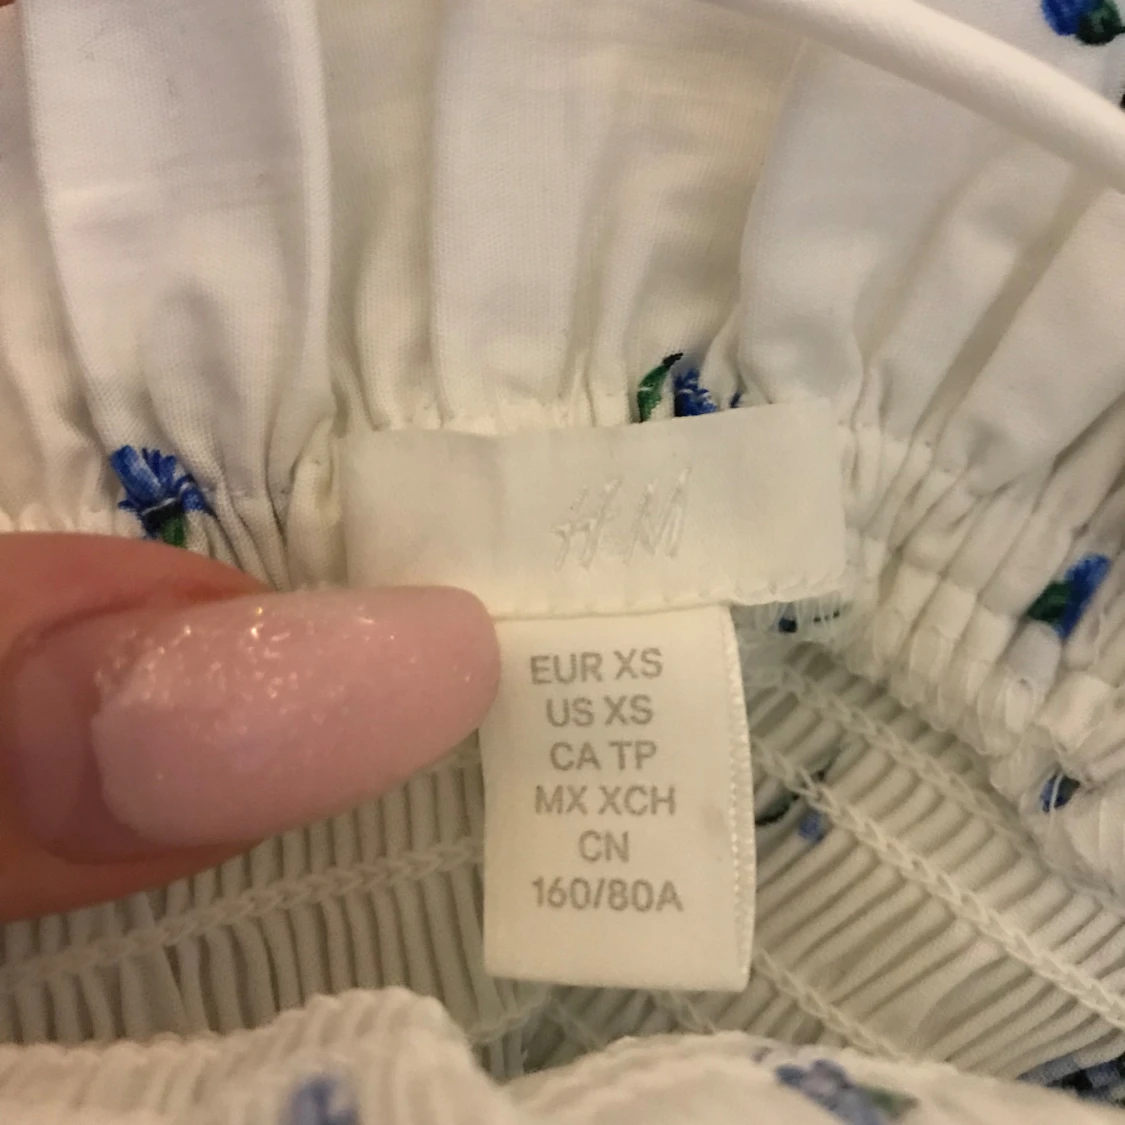 H&M
EUR XS
US XS
CA TP
MX XCH
CN
160/80A